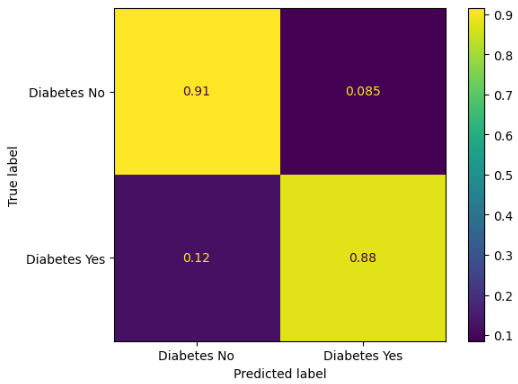 Diabetes No
Diabetes Yes
True label
0.91
0.085
0.12
0.88
Diabetes No
Diabetes Yes
Predicted label
0.9
0.8
0.7
0.6
0.5
0.4
0.3
0.2
0.1